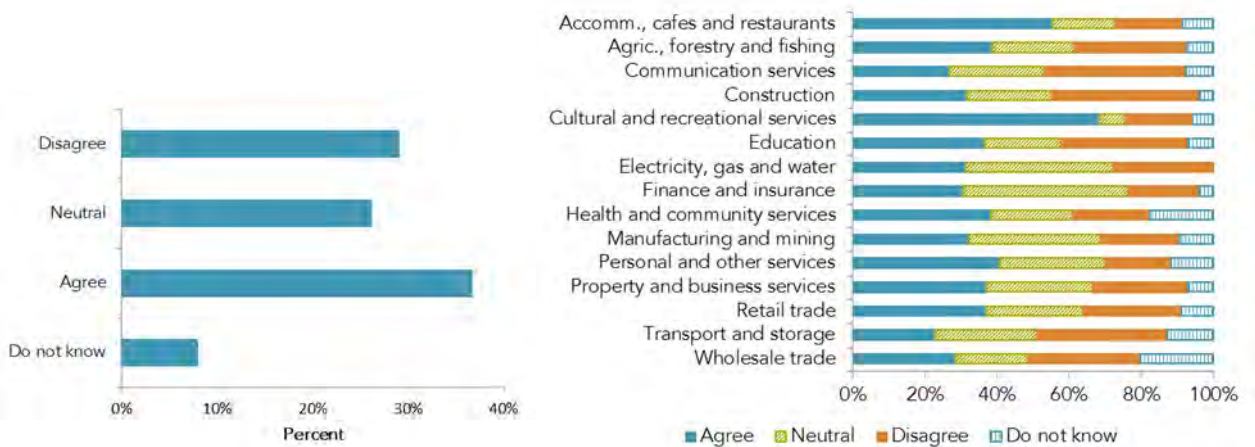 Disagree
Neutral
Agree
Do not know
0% 10% 20% 30% 40%
Percent
Accomm., cafes and restaurants
Agric., forestry and fishing
Communication services
Construction
Cultural and recreational services
Education
Electricity, gas and water
Finance and insurance
Health and community services
Manufacturing and mining
Personal and other services
Property and business services
Retail trade
Transport and storage
Wholesale trade
0% 20% 40% 60% 80% 100%
Agree Neutral Disagree Do not know